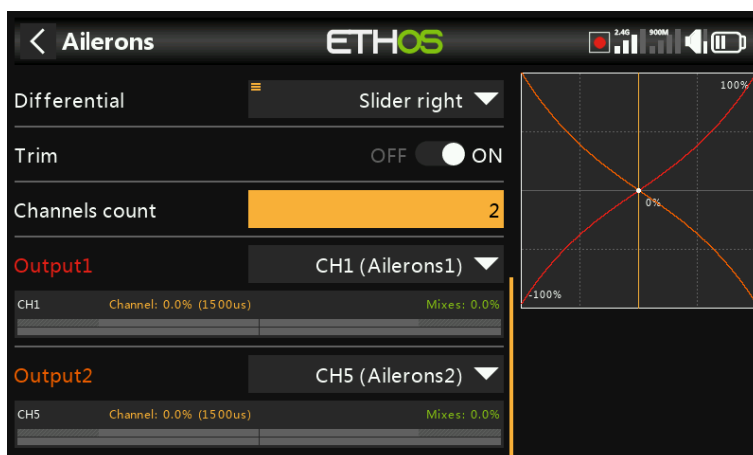 Ailerons
ETHOS
2.4G 900M
Differential Slider right
100%
Trim OFF ON
Channels count 2
0%
Output1 CH1 (Ailerons1)
CH1 Channel: 0.0% (1500us) Mixes: 0.0%
-100%
Output2 CH5 (Ailerons2)
CH5 Channel: 0.0% (1500us) Mixes: 0.0%